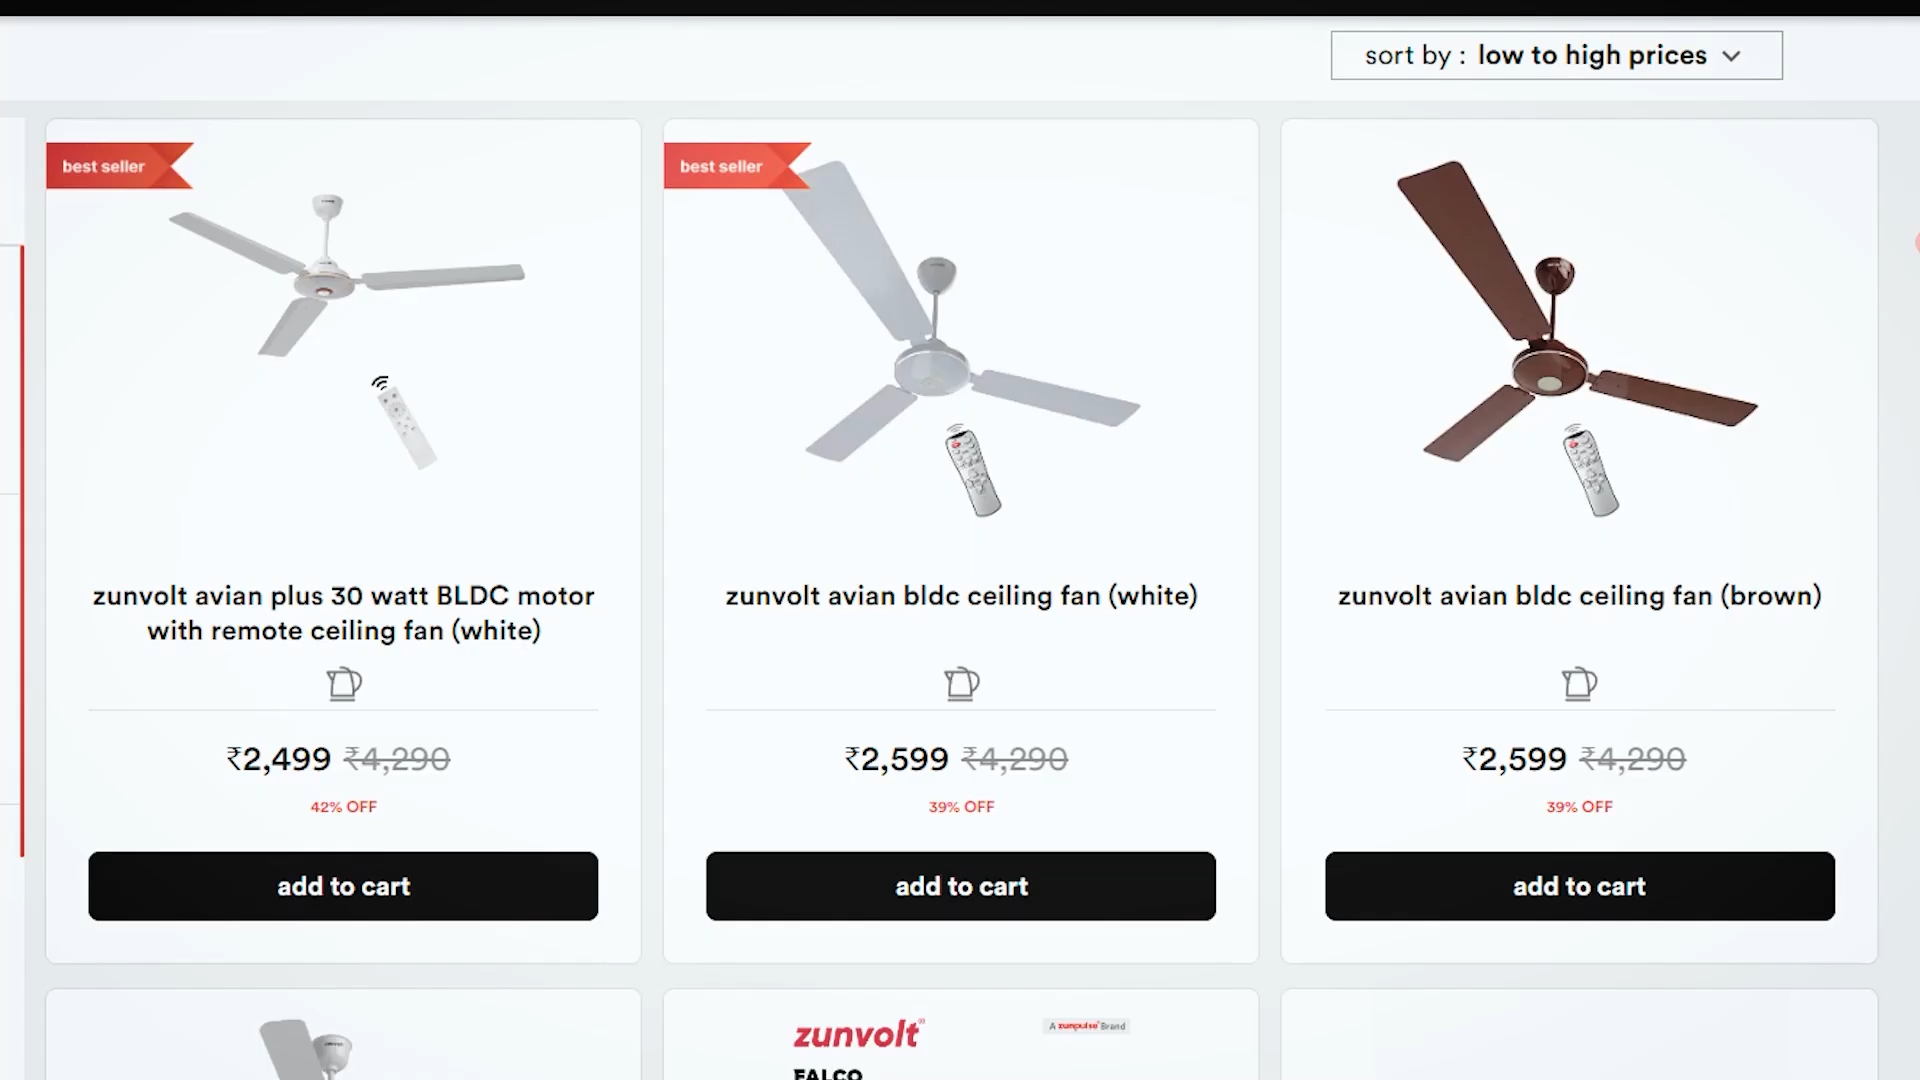 sort by : low to high prices
best seller
best seller
zunvolt avian plus 30 watt BLDC motor
with remote ceiling fan (white)
₹2,499 ₹4,290
42% OFF
add to cart
zunvolt avian bldc ceiling fan (white)
₹2,599 ₹4,290
39% OFF
add to cart
zunvolt avian bldc ceiling fan (brown)
₹2,599 ₹4,290
39% OFF
add to cart
zunvolt®
A zunpulse® Brand
FALCO